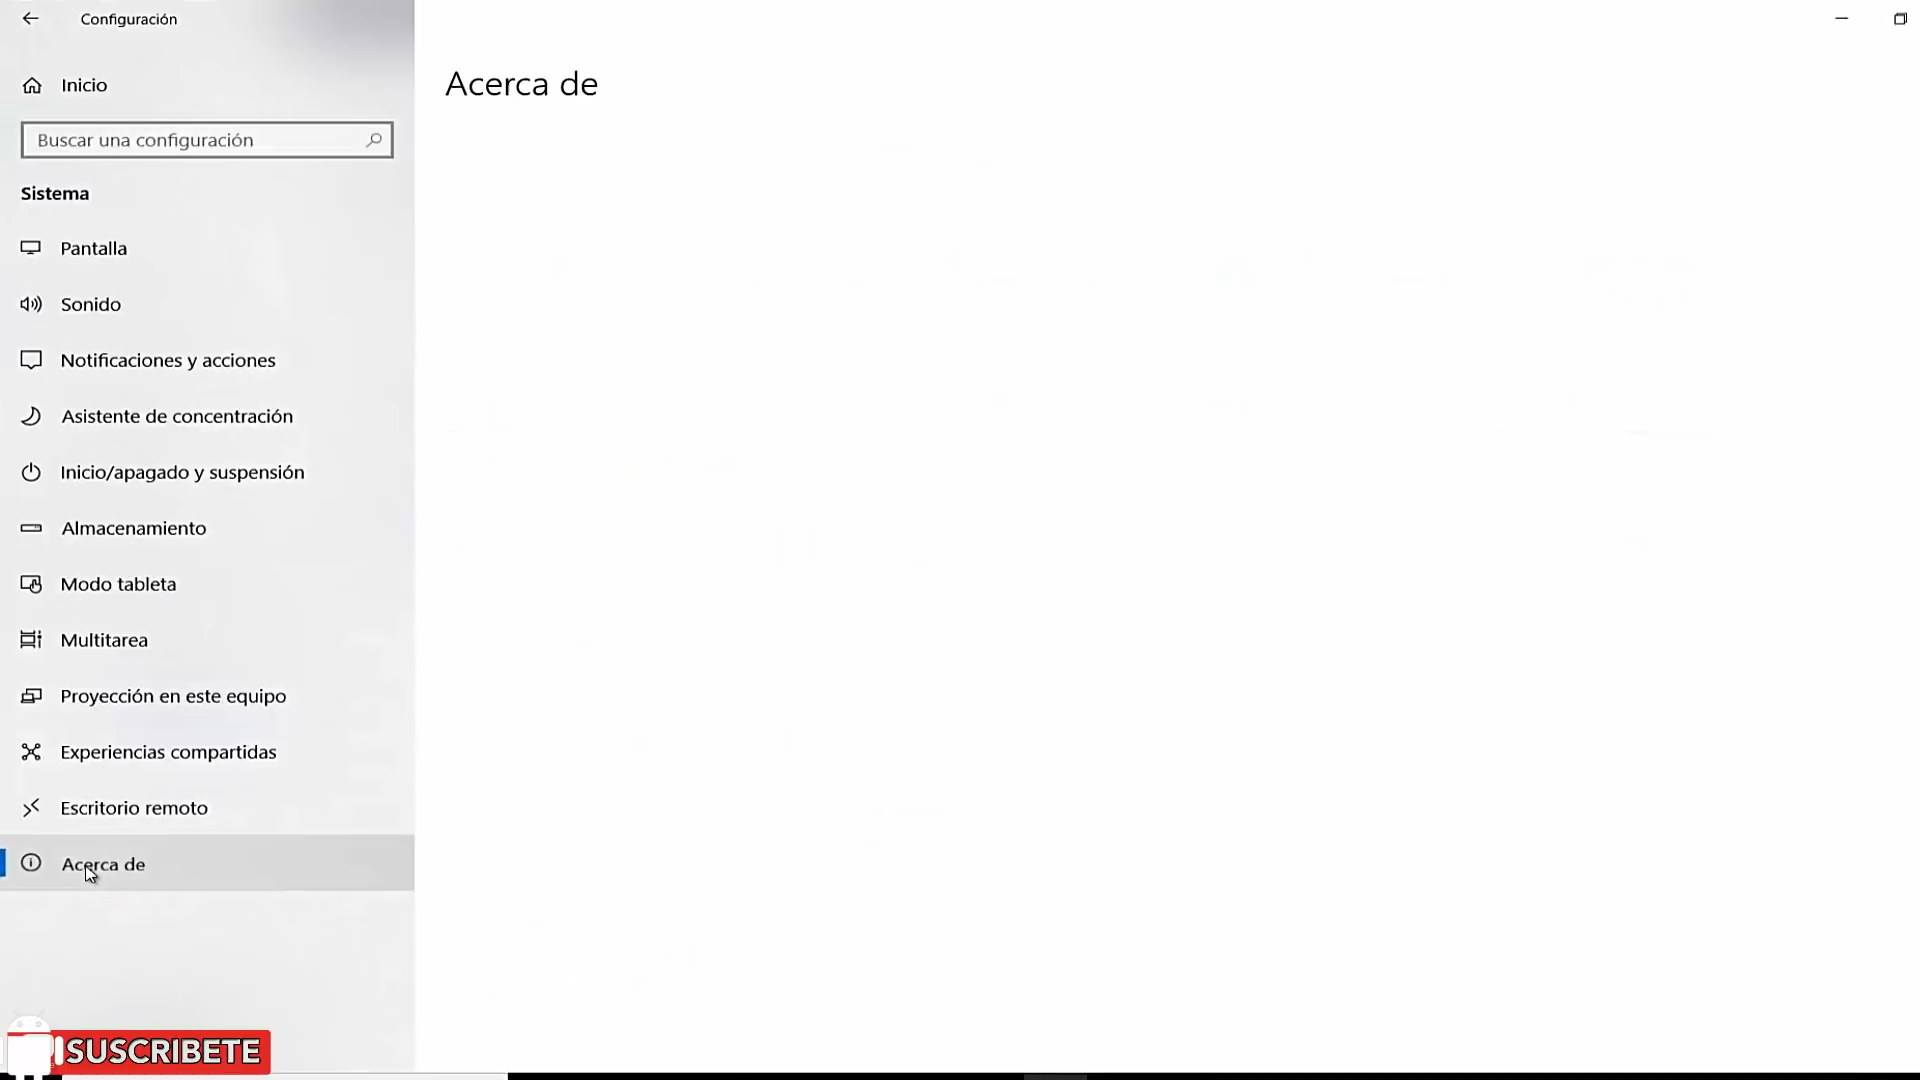 Configuración
Inicio
Buscar una configuración
Sistema
Pantalla
Sonido
Notificaciones y acciones
Asistente de concentración
Inicio/apagado y suspensión
Almacenamiento
Modo tableta
Multitarea
Proyección en este equipo
Experiencias compartidas
Escritorio remoto
Acerca de
SUSCRIBETE
Acerca de